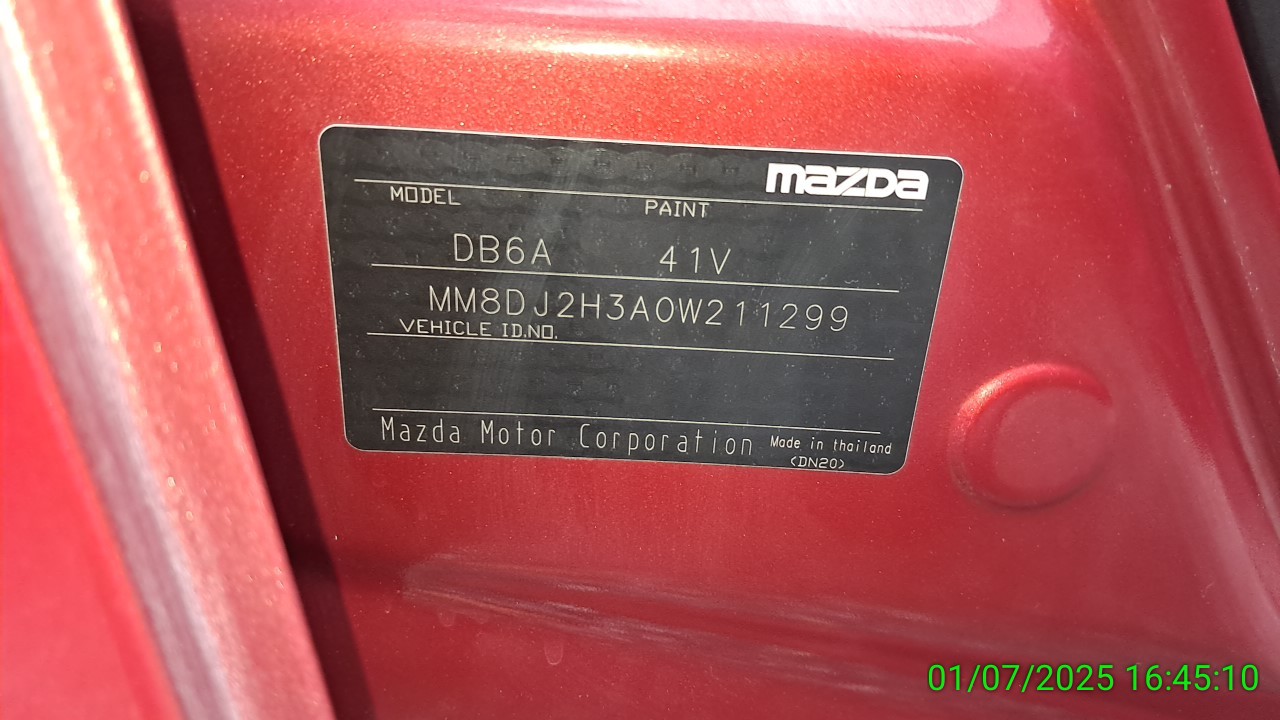 mazda
MODEL PAINT
DB6A 41V
MM8DJ2H3A0W211299
VEHICLE ID.NO.
Mazda Motor Corporation Made in thailand
(DN20)
01/07/2025 16:45:10